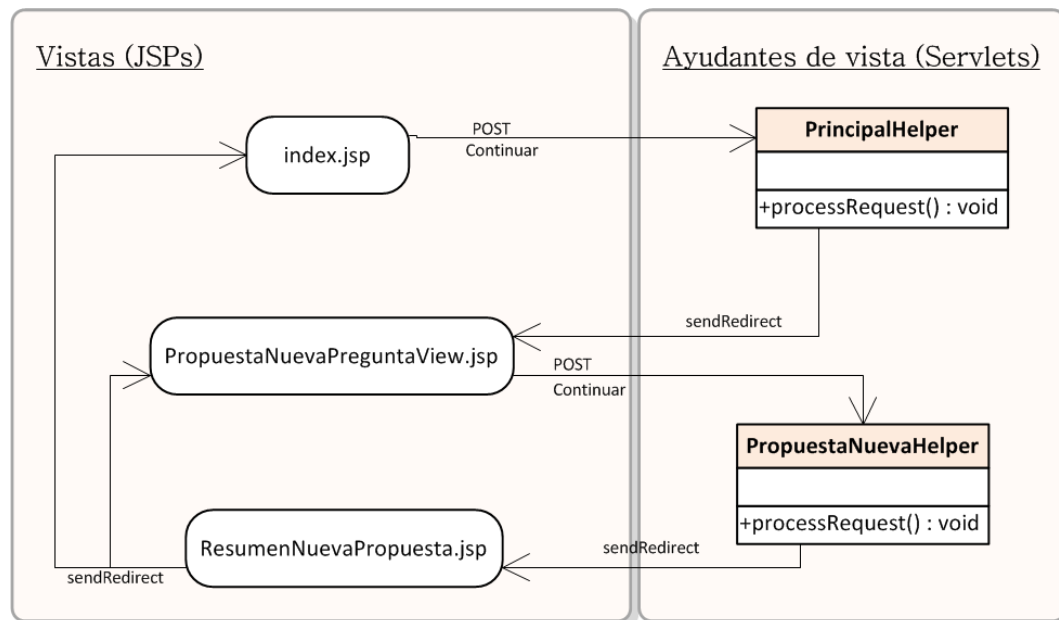 Vistas (JSPs)
Ayudantes de vista (Servlets)
index.jsp
POST
Continuar
PrincipalHelper
+processRequest() : void
sendRedirect
PropuestaNuevaPreguntaView.jsp
POST
Continuar
PropuestaNuevaHelper
+processRequest() : void
sendRedirect
ResumenNuevaPropuesta.jsp
sendRedirect